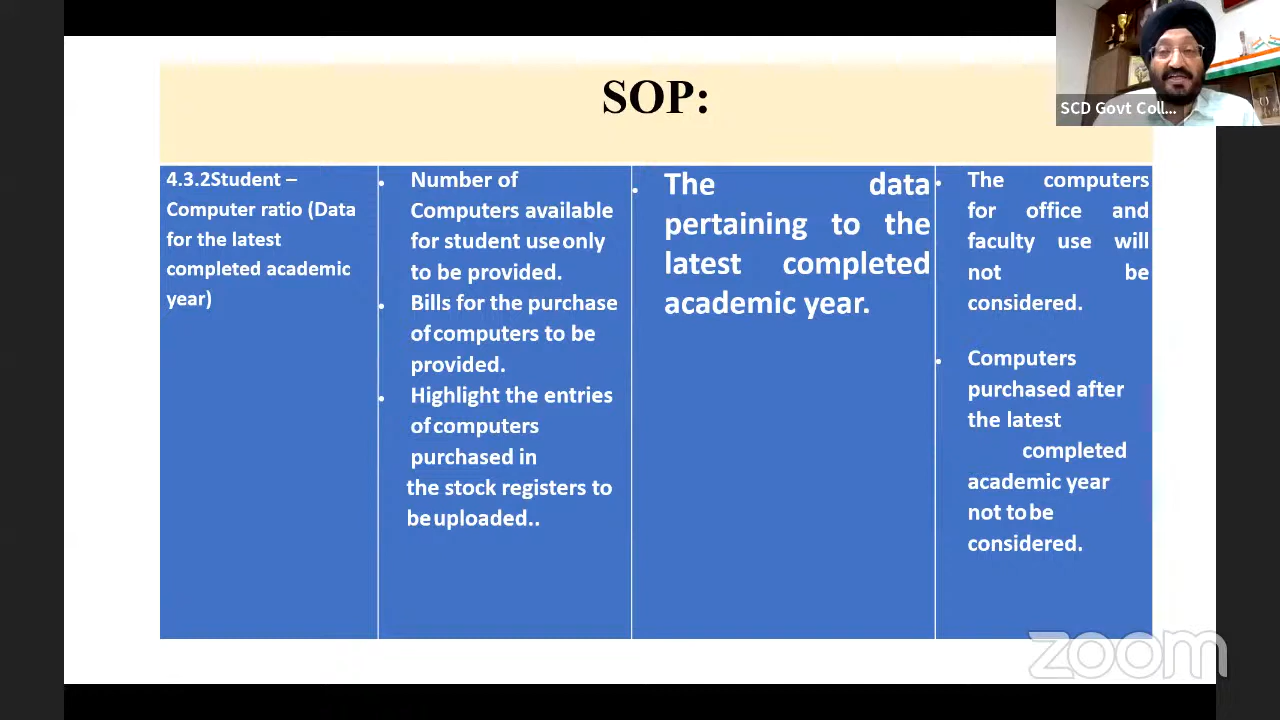 SOP:
SCD Govt Coll...
4.3.2Student –
Computer ratio (Data
for the latest
completed academic
year)
• Number of
Computers available
for student use only
to be provided.
• Bills for the purchase
of computers to be
provided.
• Highlight the entries
of computers
purchased in
the stock registers to
be uploaded..
• The data
pertaining to the
latest completed
academic year.
• The computers
for office and
faculty use will
not be
considered.
• Computers
purchased after
the latest
completed
academic year
not to be
considered.
zoom